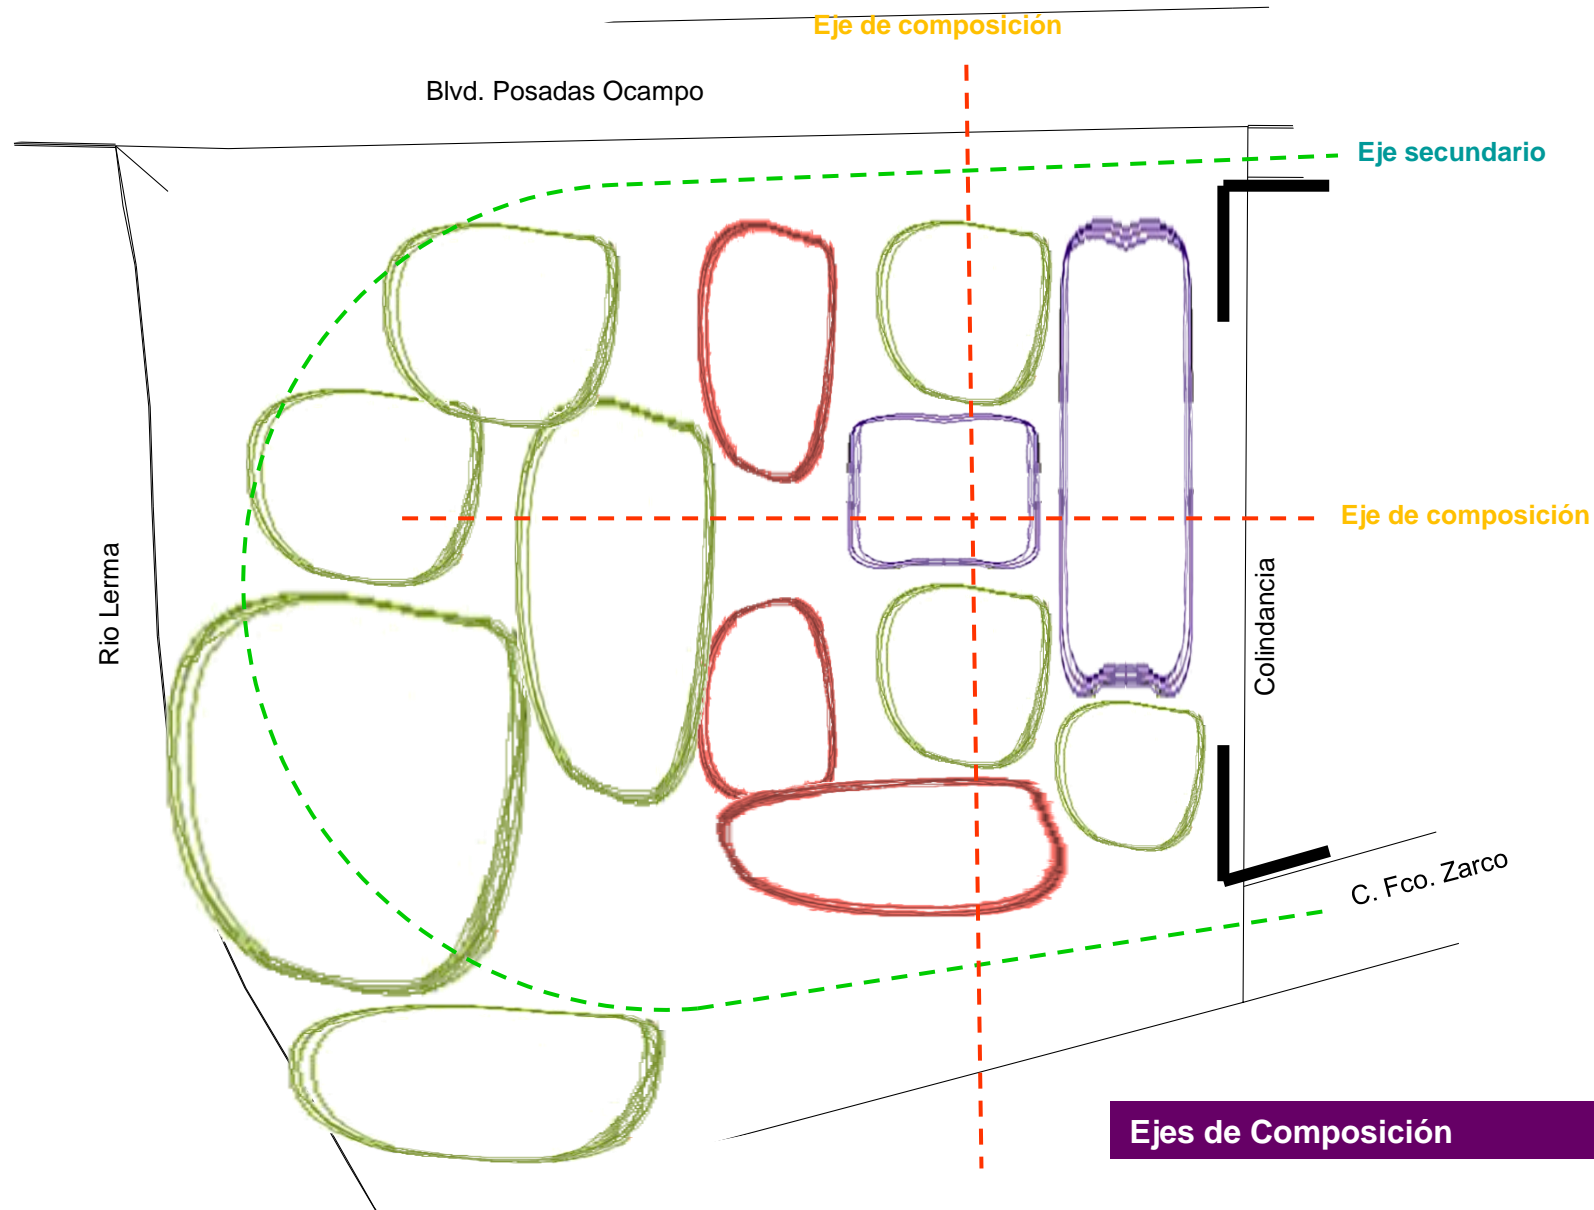 Eje de composición
Blvd. Posadas Ocampo
Eje secundario
Eje de composición
Rio Lerma
Colindancia
C. Fco. Zarco
Ejes de Composición